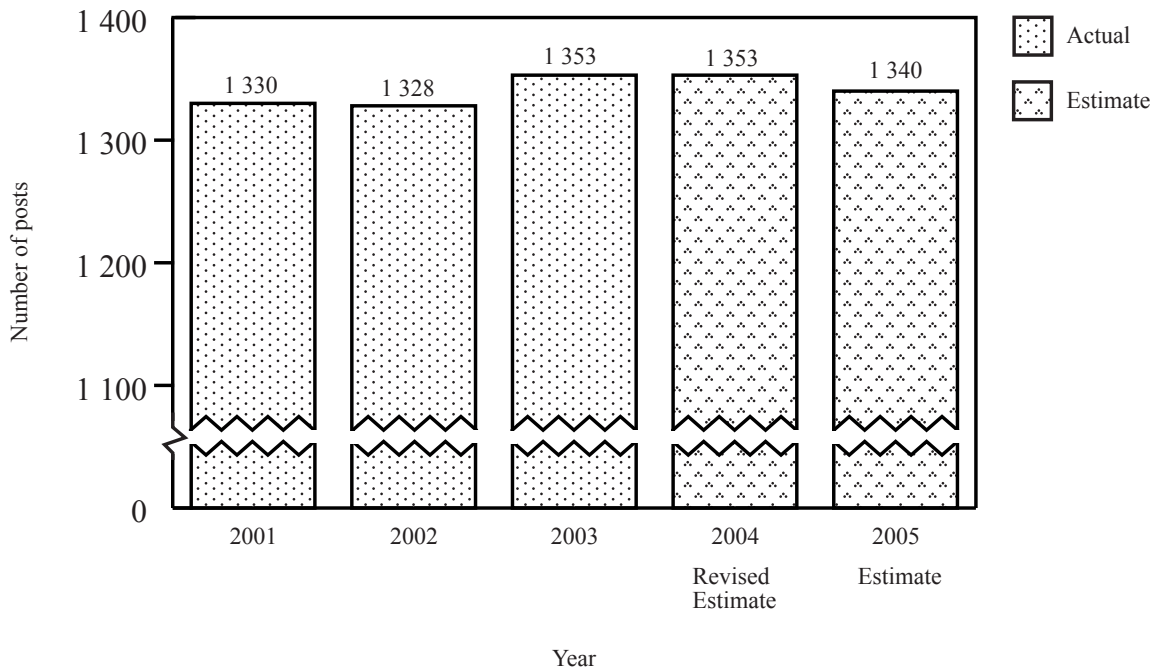 1 400
1 300
1 200
1 100
0
Number of posts
1 330
1 328
1 353
1 353
1 340
2001
2002
2003
2004
2005
Revised
Estimate
Estimate
Year
Actual
Estimate